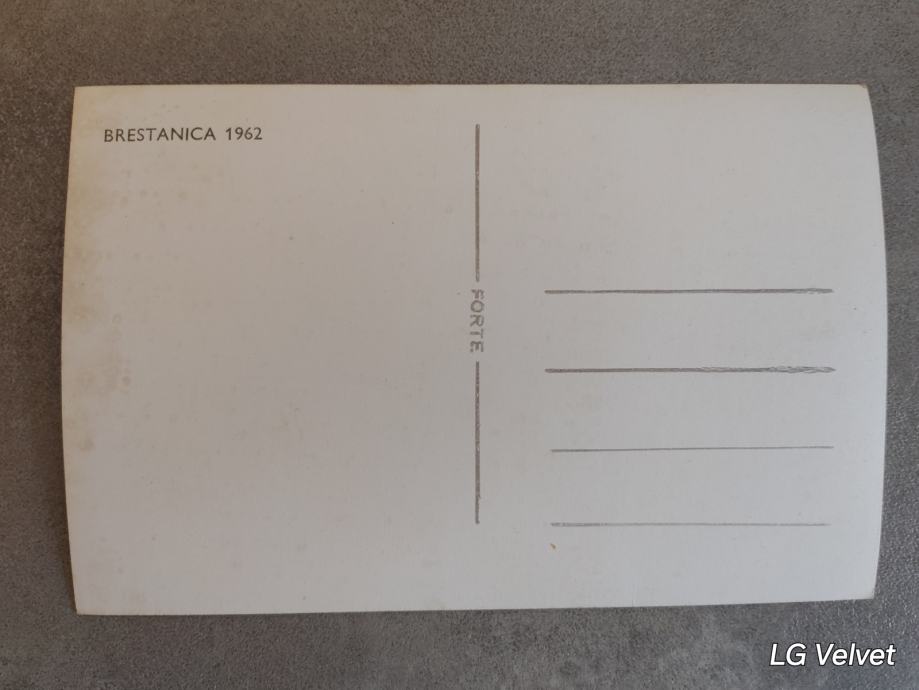 BRESTANICA 1962
FORTE
LG Velvet